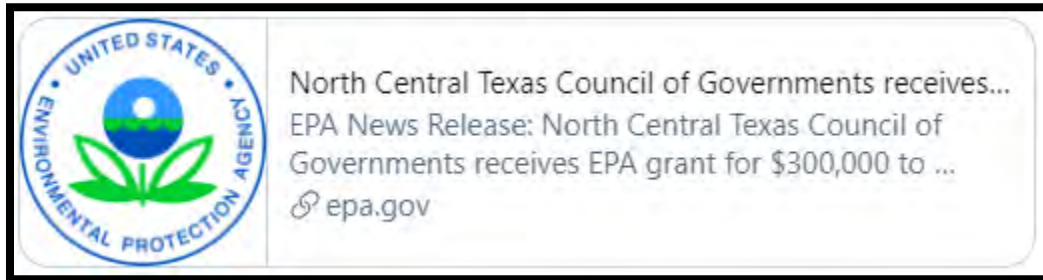 UNITED STATES
ENVIRONMENTAL PROTECTION AGENCY
North Central Texas Council of Governments receives...
EPA News Release: North Central Texas Council of
Governments receives EPA grant for $300,000 to ...
epa.gov